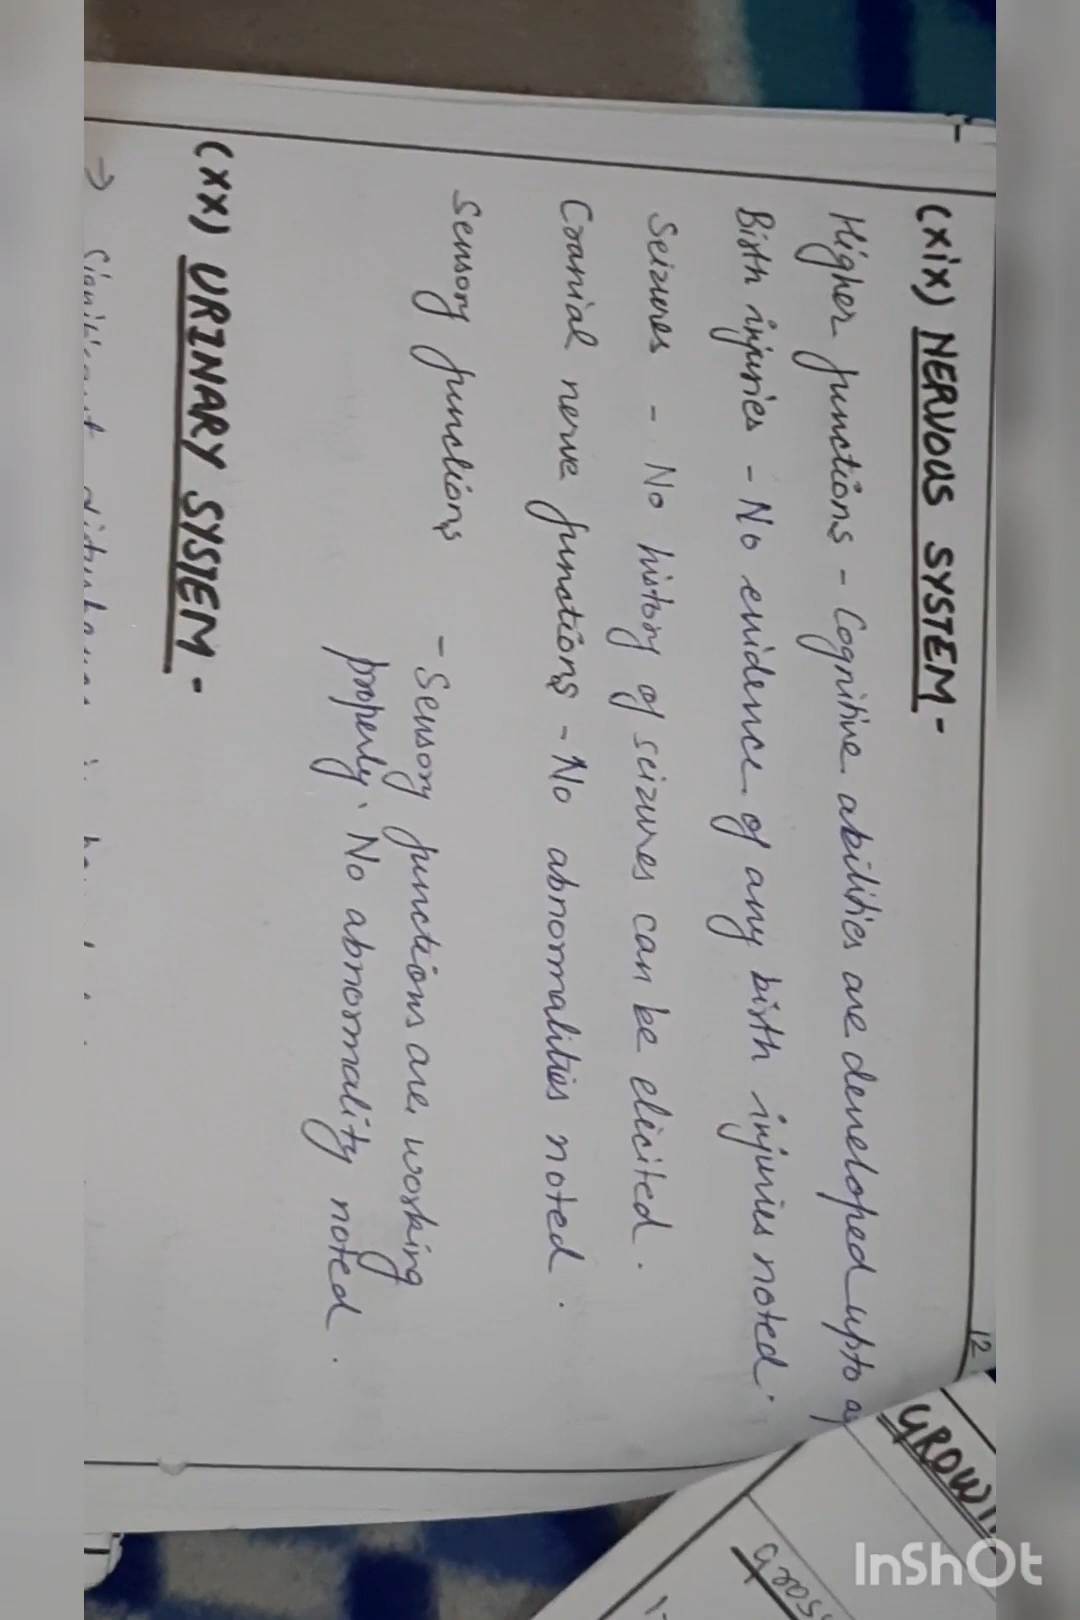 12
(xix) NERVOUS SYSTEM -
Higher functions - Cognitive abilities are developed upto
Birth injuries - No evidence of any birth injuries noted.
Seizures - No history of seizures can be elicited.
Cranial nerve functions - No abnormalities noted.
Sensory functions - Sensory functions are working
properly. No abnormality noted.
(xx) URINARY SYSTEM -
GROW
InShOt